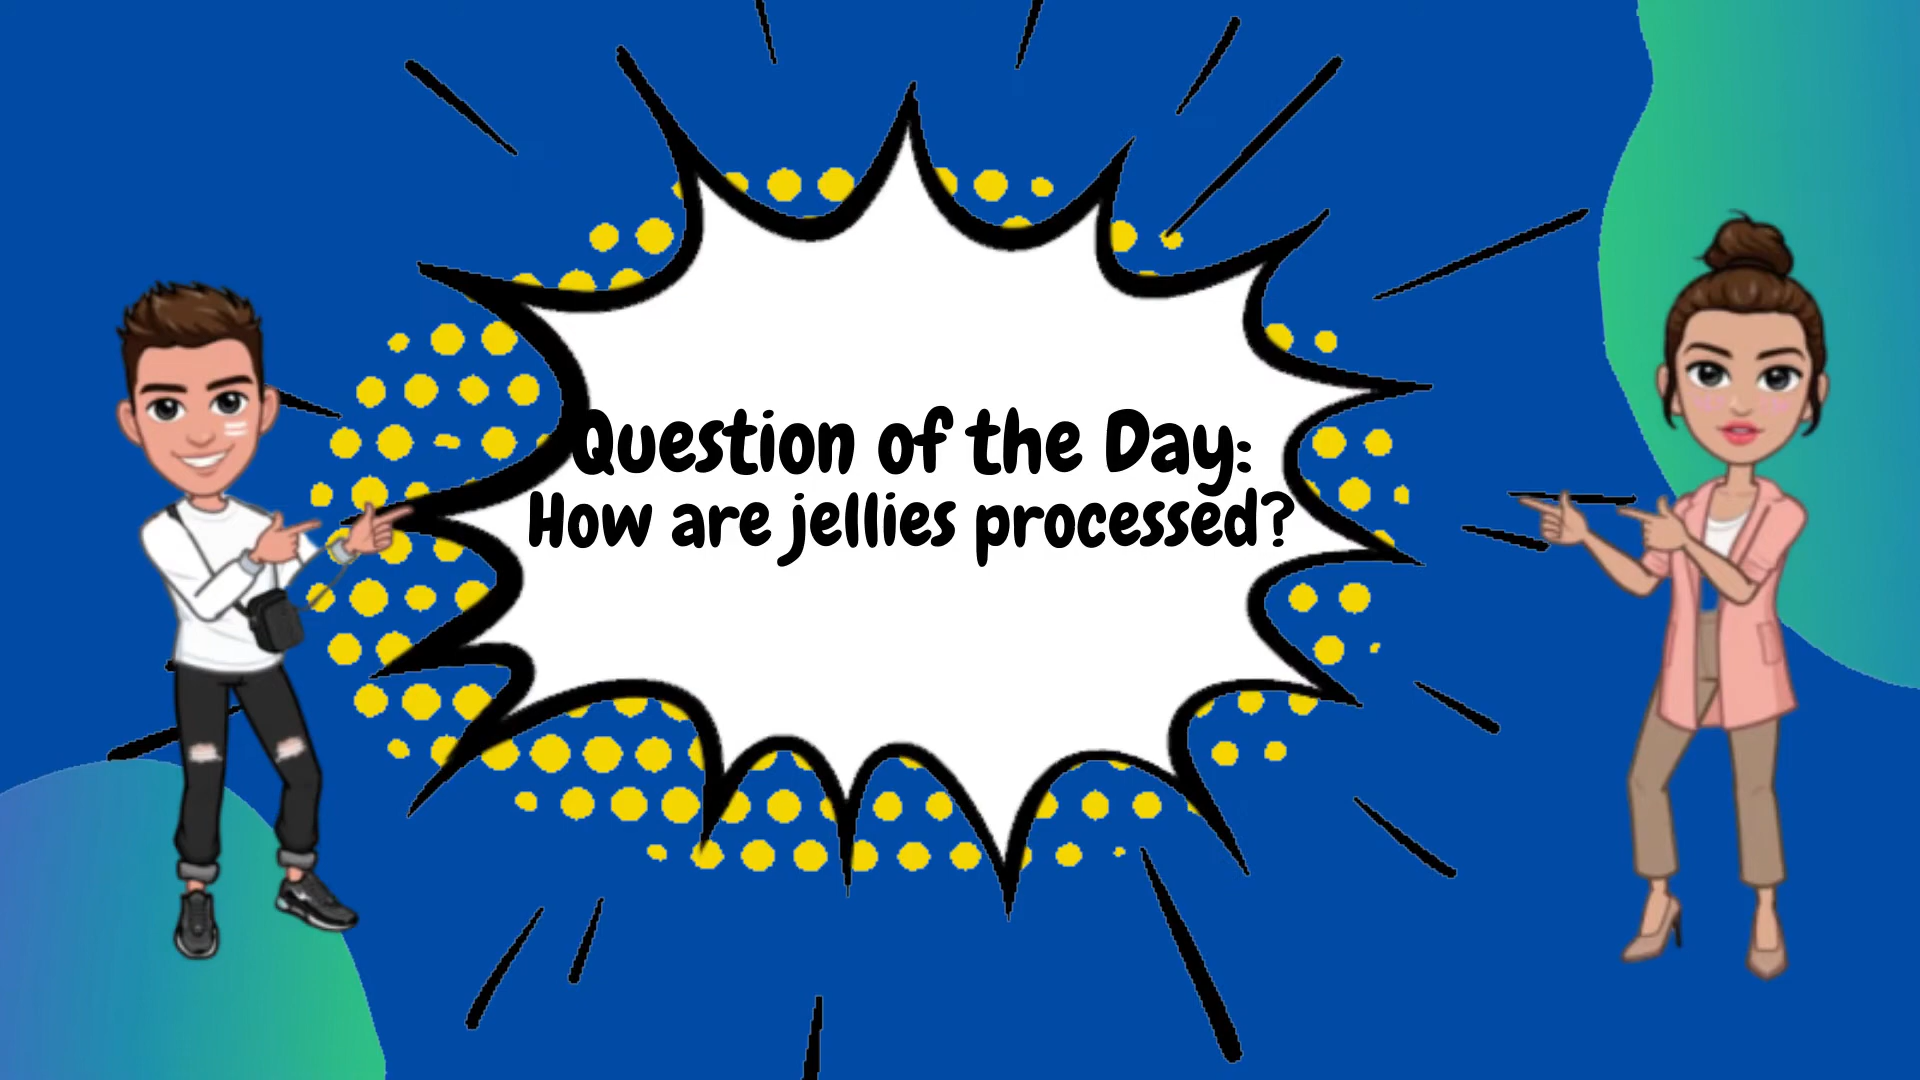 Question of the Day:
How are jellies processed?